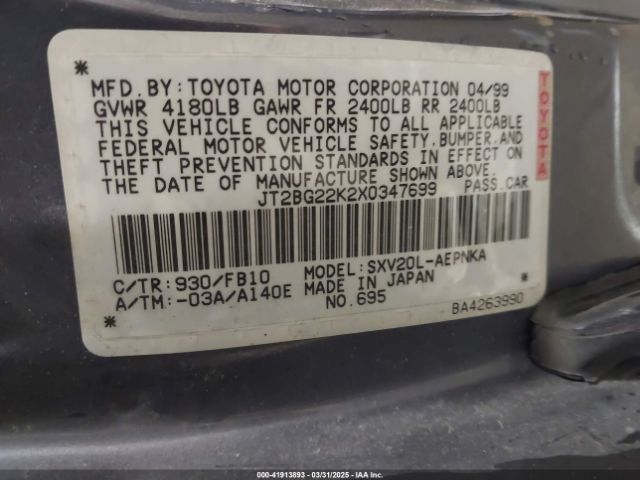 MFD.BY:TOYOTA MOTOR CORPORATION 04/99
GVWR 4180LB GAWR FR 2400LB RR 2400LB
THIS VEHICLE CONFORMS TO ALL APPLICABLE
FEDERAL MOTOR VEHICLE SAFETY,BUMPER,AND
THEFT PREVENTION STANDARDS IN EFFECT ON
THE DATE OF MANUFACTURE SHOWN ABOVE.
JT2BG22K2X0347699 PASS.CAR
TOYOTA
C/TR:930/FB10 MODEL:SXV20L-AEPNKA
A/TM:-03A/A140E MADE IN JAPAN
NO.695 BA4263990
00-41913893 - 03/31/2025 - IAA Inc.